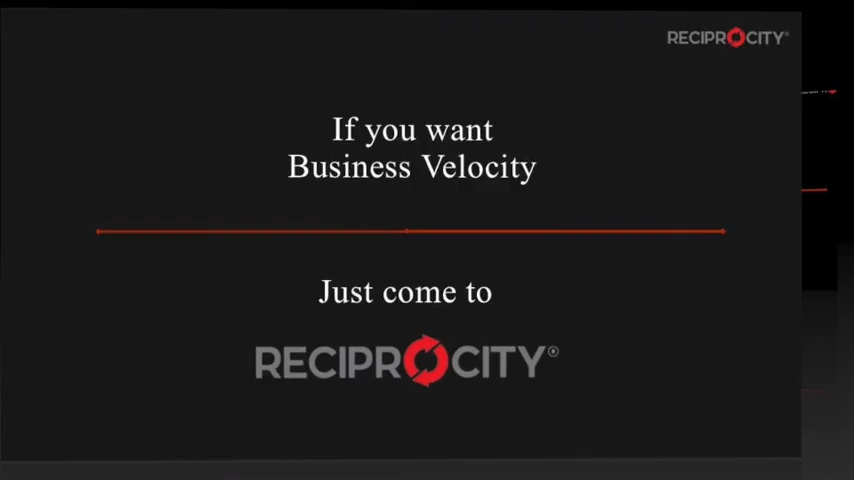 RECIPROCITY®
If you want
Business Velocity
Just come to
RECIPROCITY®